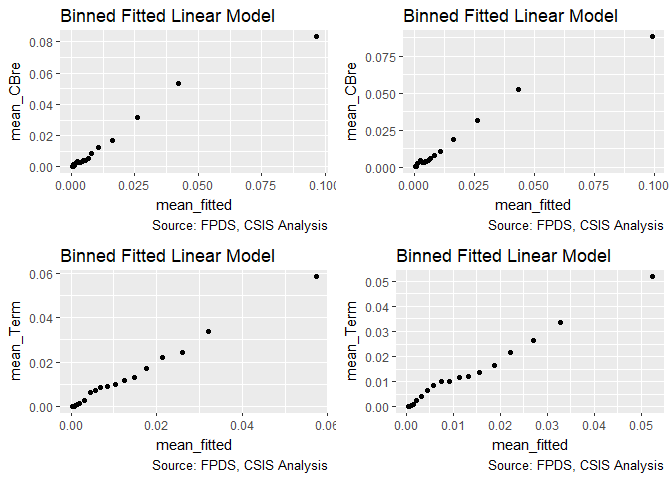 Binned Fitted Linear Model
mean_CBre
0.08
0.06
0.04
0.02
0.00
0.000 0.025 0.050 0.075 0.100
mean_fitted
Source: FPDS, CSIS Analysis
Binned Fitted Linear Model
mean_CBre
0.075
0.050
0.025
0.000
0.000 0.025 0.050 0.075 0.100
mean_fitted
Source: FPDS, CSIS Analysis
Binned Fitted Linear Model
mean_Term
0.06
0.04
0.02
0.00
0.00 0.02 0.04 0.06
mean_fitted
Source: FPDS, CSIS Analysis
Binned Fitted Linear Model
mean_Term
0.05
0.04
0.03
0.02
0.01
0.00
0.00 0.01 0.02 0.03 0.04 0.05
mean_fitted
Source: FPDS, CSIS Analysis